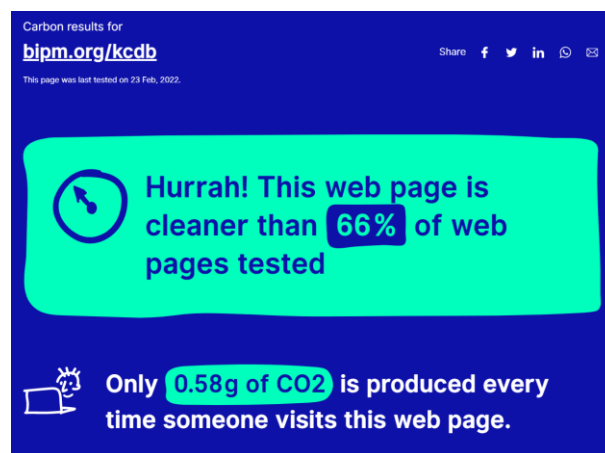 Carbon results for
bipm.org/kcdb
Share
This page was last tested on 23 Feb, 2022.
Hurrah! This web page is
cleaner than 66% of web
pages tested
Only 0.58g of CO2 is produced every
time someone visits this web page.